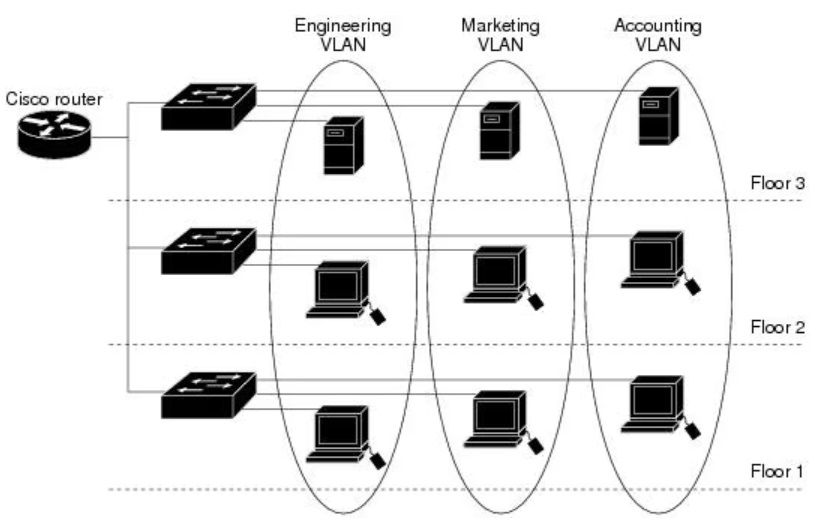 Engineering
VLAN
Marketing
VLAN
Accounting
VLAN
Cisco router
Floor 3
Floor 2
Floor 1